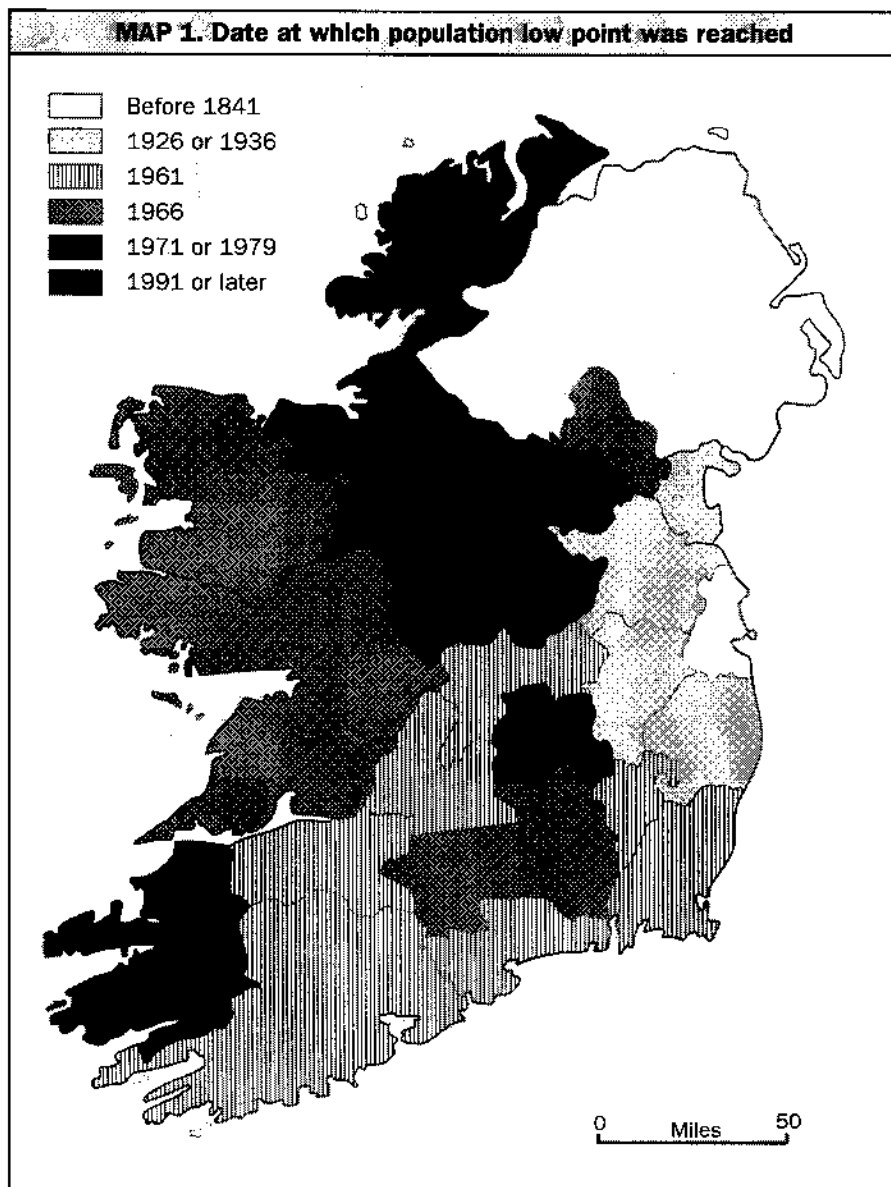 MAP 1. Date at which population low point was reached
Before 1841
1926 or 1936
1961
1966
1971 or 1979
1991 or later
0 Miles 50